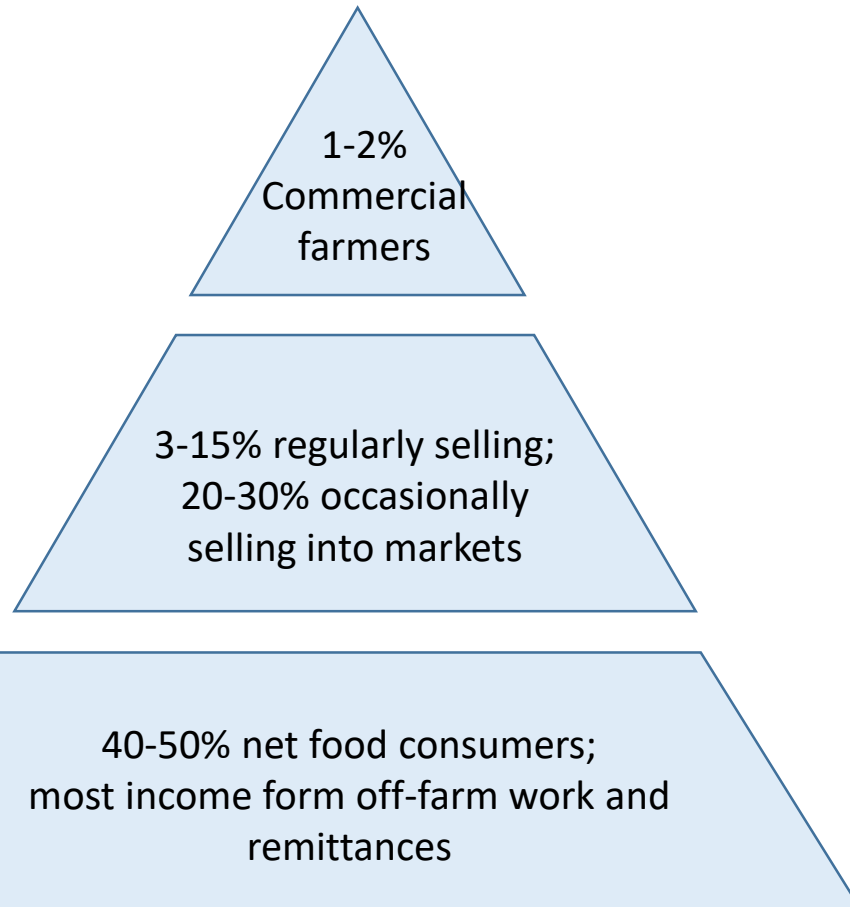 1-2%
Commercial
farmers
3-15% regularly selling;
20-30% occasionally
selling into markets
40-50% net food consumers;
most income form off-farm work and
remittances